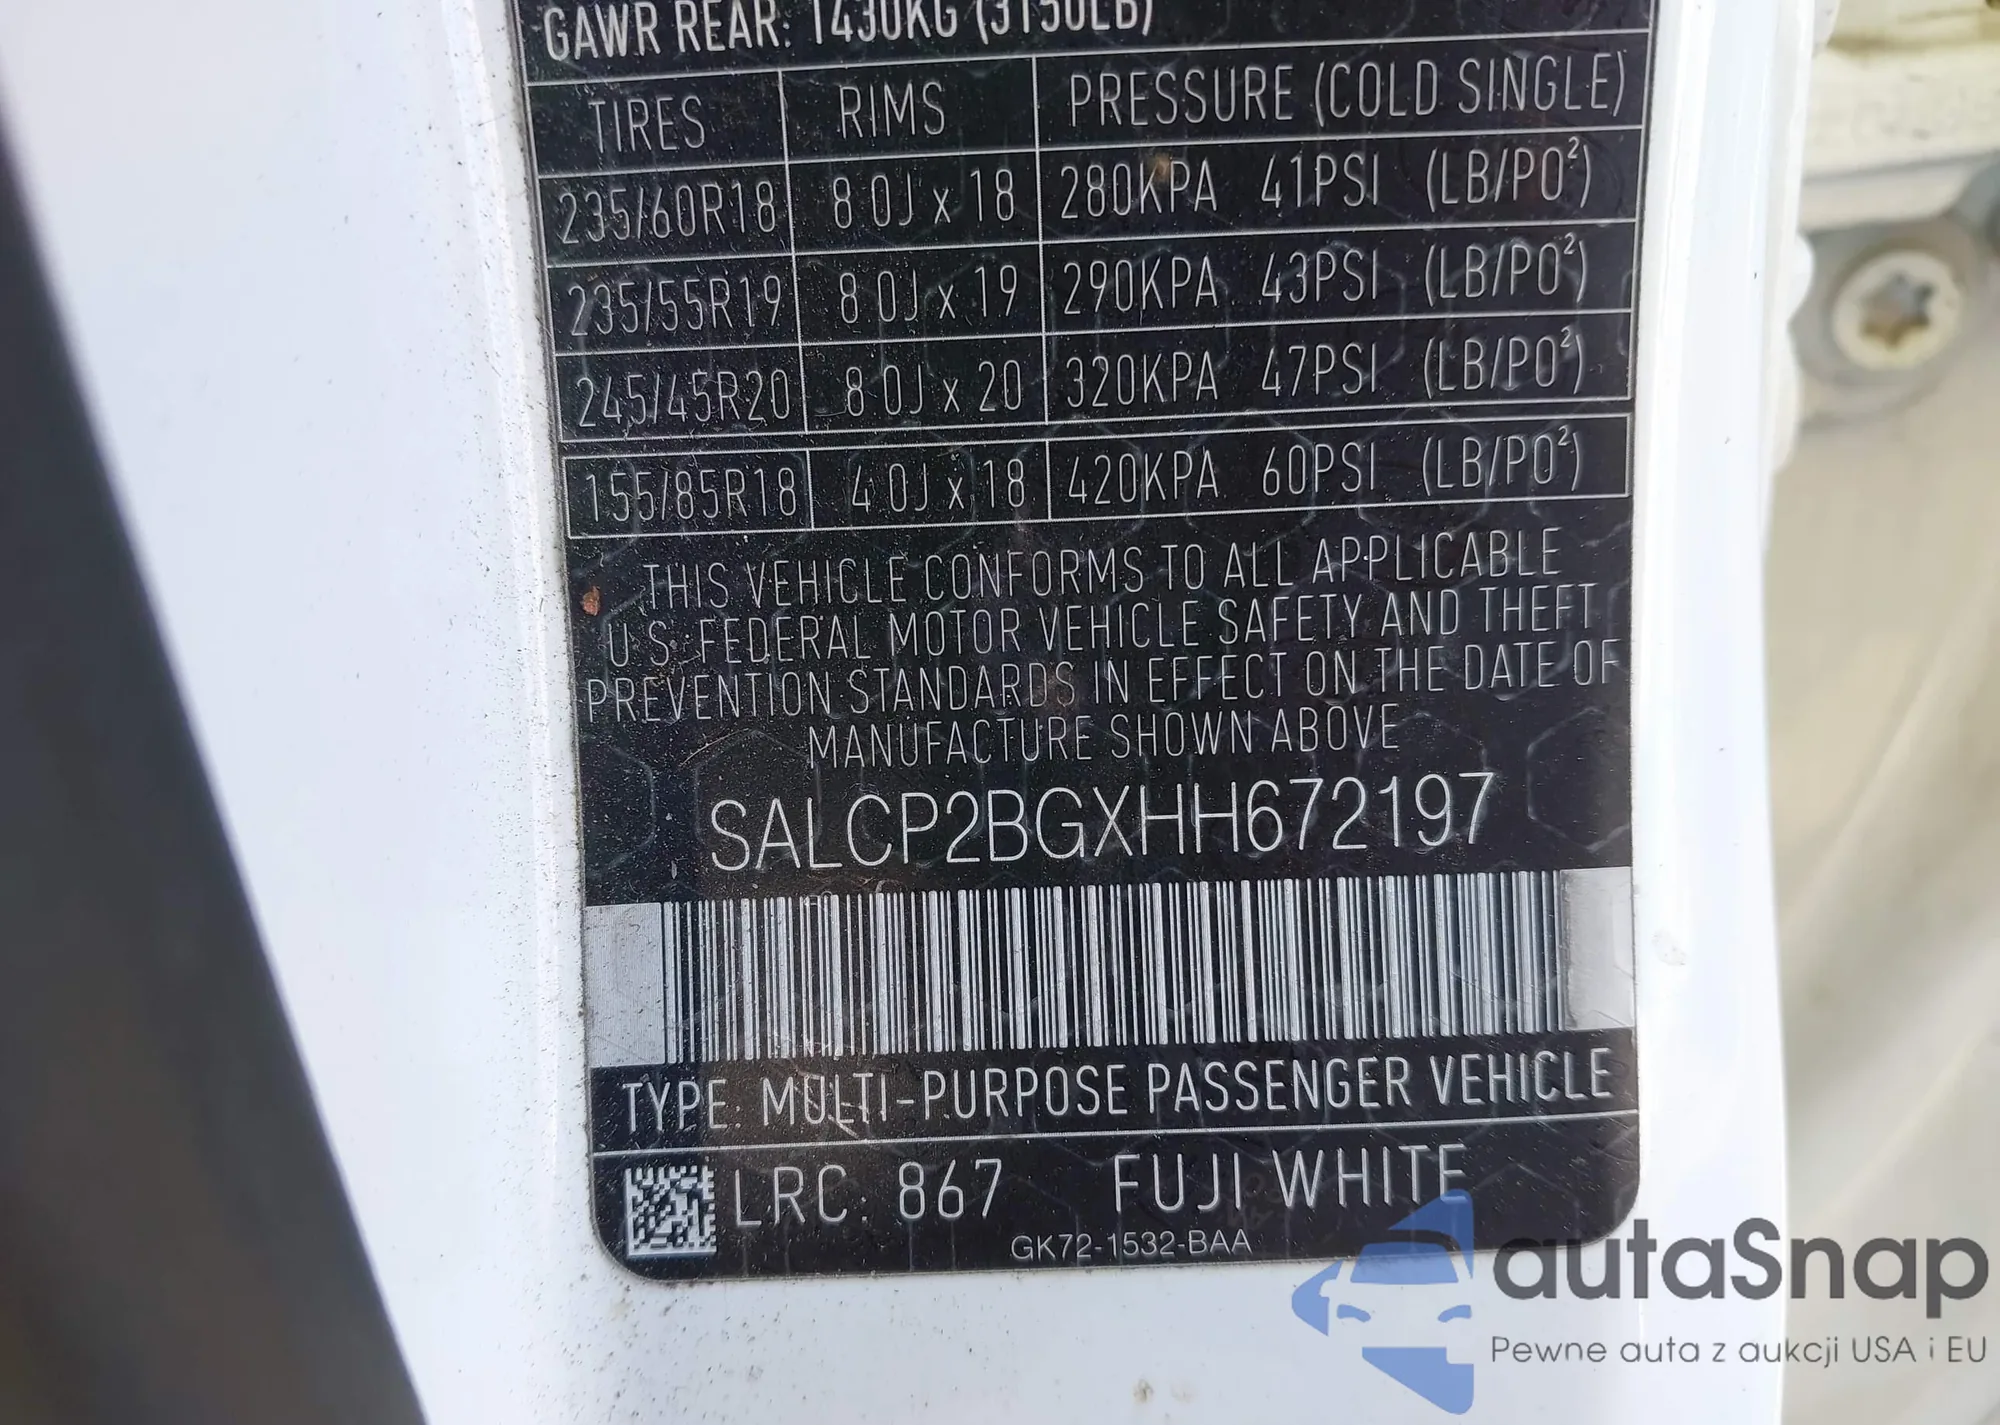 GAWR REAR: 1430KG (3150LB)
TIRES RIMS PRESSURE (COLD SINGLE)
235/60R18 8.0J x 18 280KPA 41PSI (LB/PO²)
235/55R19 8.0J x 19 290KPA 43PSI (LB/PO²)
245/45R20 8.0J x 20 320KPA 47PSI (LB/PO²)
155/85R18 4.0J x 18 420KPA 60PSI (LB/PO²)
THIS VEHICLE CONFORMS TO ALL APPLICABLE
U.S. FEDERAL MOTOR VEHICLE SAFETY AND THEFT
PREVENTION STANDARDS IN EFFECT ON THE DATE OF
MANUFACTURE SHOWN ABOVE
SALCP2BGXHH672197
TYPE: MULTI-PURPOSE PASSENGER VEHICLE
LRC: 867 FUJI WHITE
GK72-1532-BAA
autoSnap
Pewne auta z aukcji USA i EU